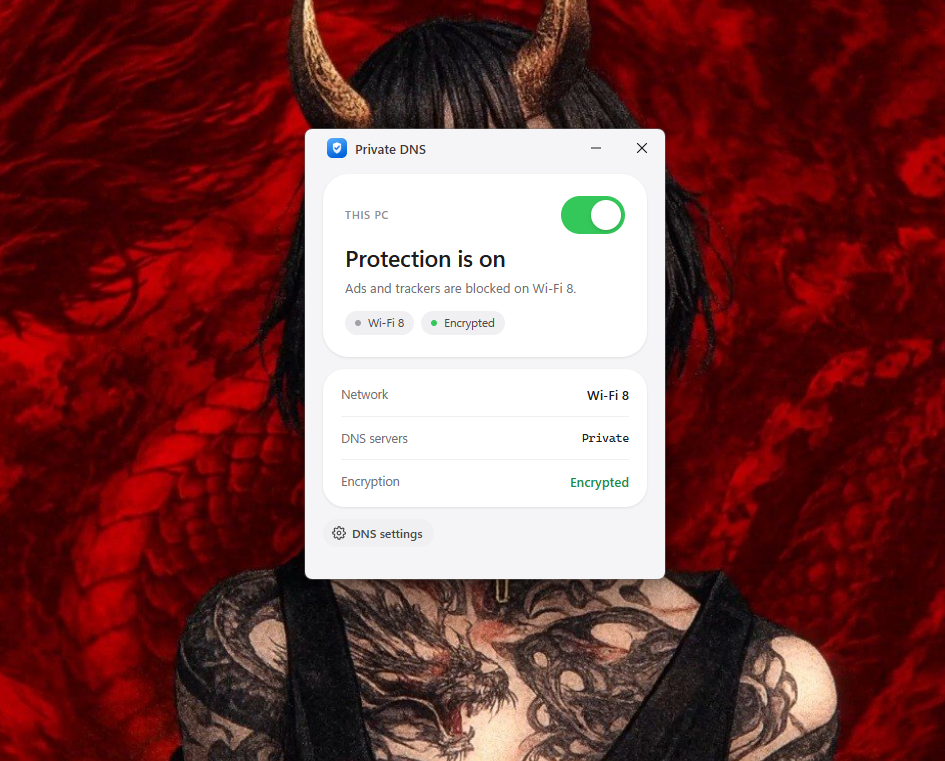 Private DNS
THIS PC
Protection is on
Ads and trackers are blocked on Wi-Fi 8.
Wi-Fi 8 Encrypted
Network Wi-Fi 8
DNS servers Private
Encryption Encrypted
DNS settings